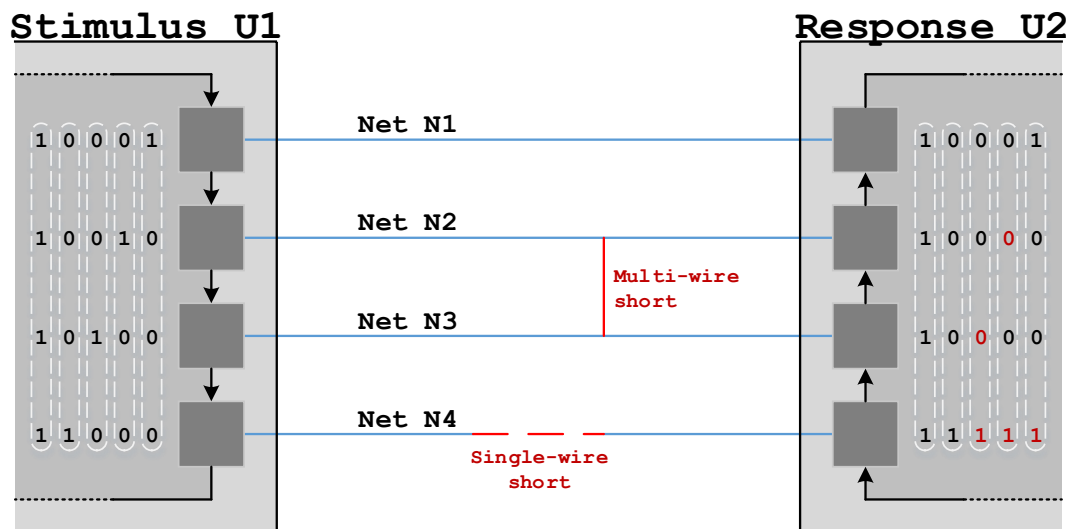 Stimulus U1
Response U2
1 0 0 0 1
Net N1
1 0 0 0 1
1 0 0 1 0
Net N2
1 0 0 0 0
Multi-wire
short
1 0 1 0 0
Net N3
1 0 0 0 0
1 1 0 0 0
Net N4
1 1 1 1 1
Single-wire
short